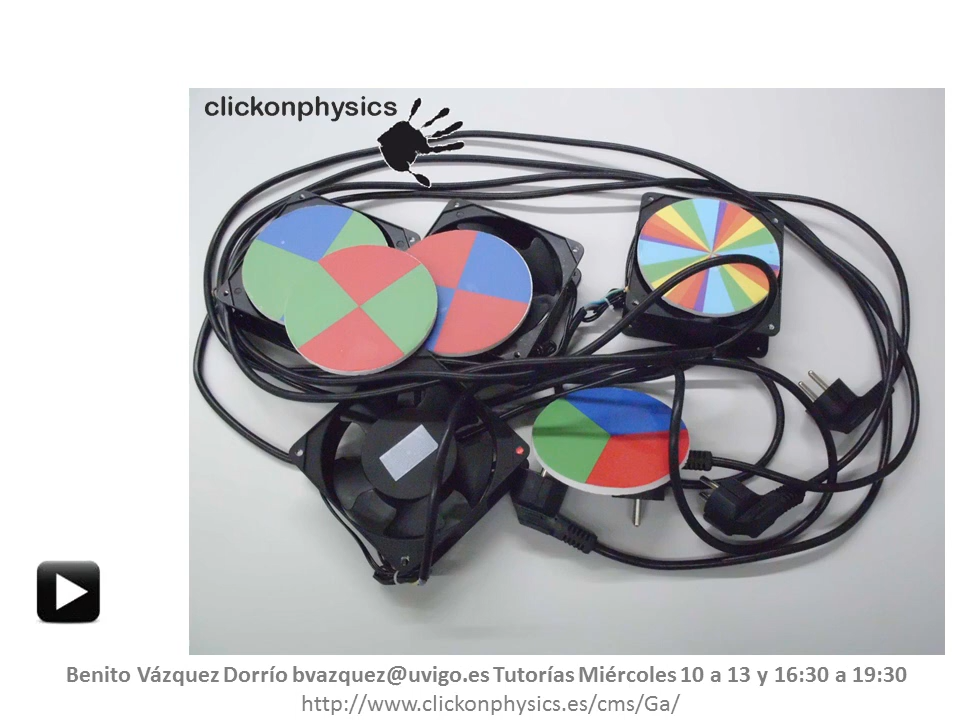 clickonphysics
Benito Vázquez Dorrío bvazquez@uvigo.es Tutorías Miércoles 10 a 13 y 16:30 a 19:30
http://www.clickonphysics.es/cms/Ga/